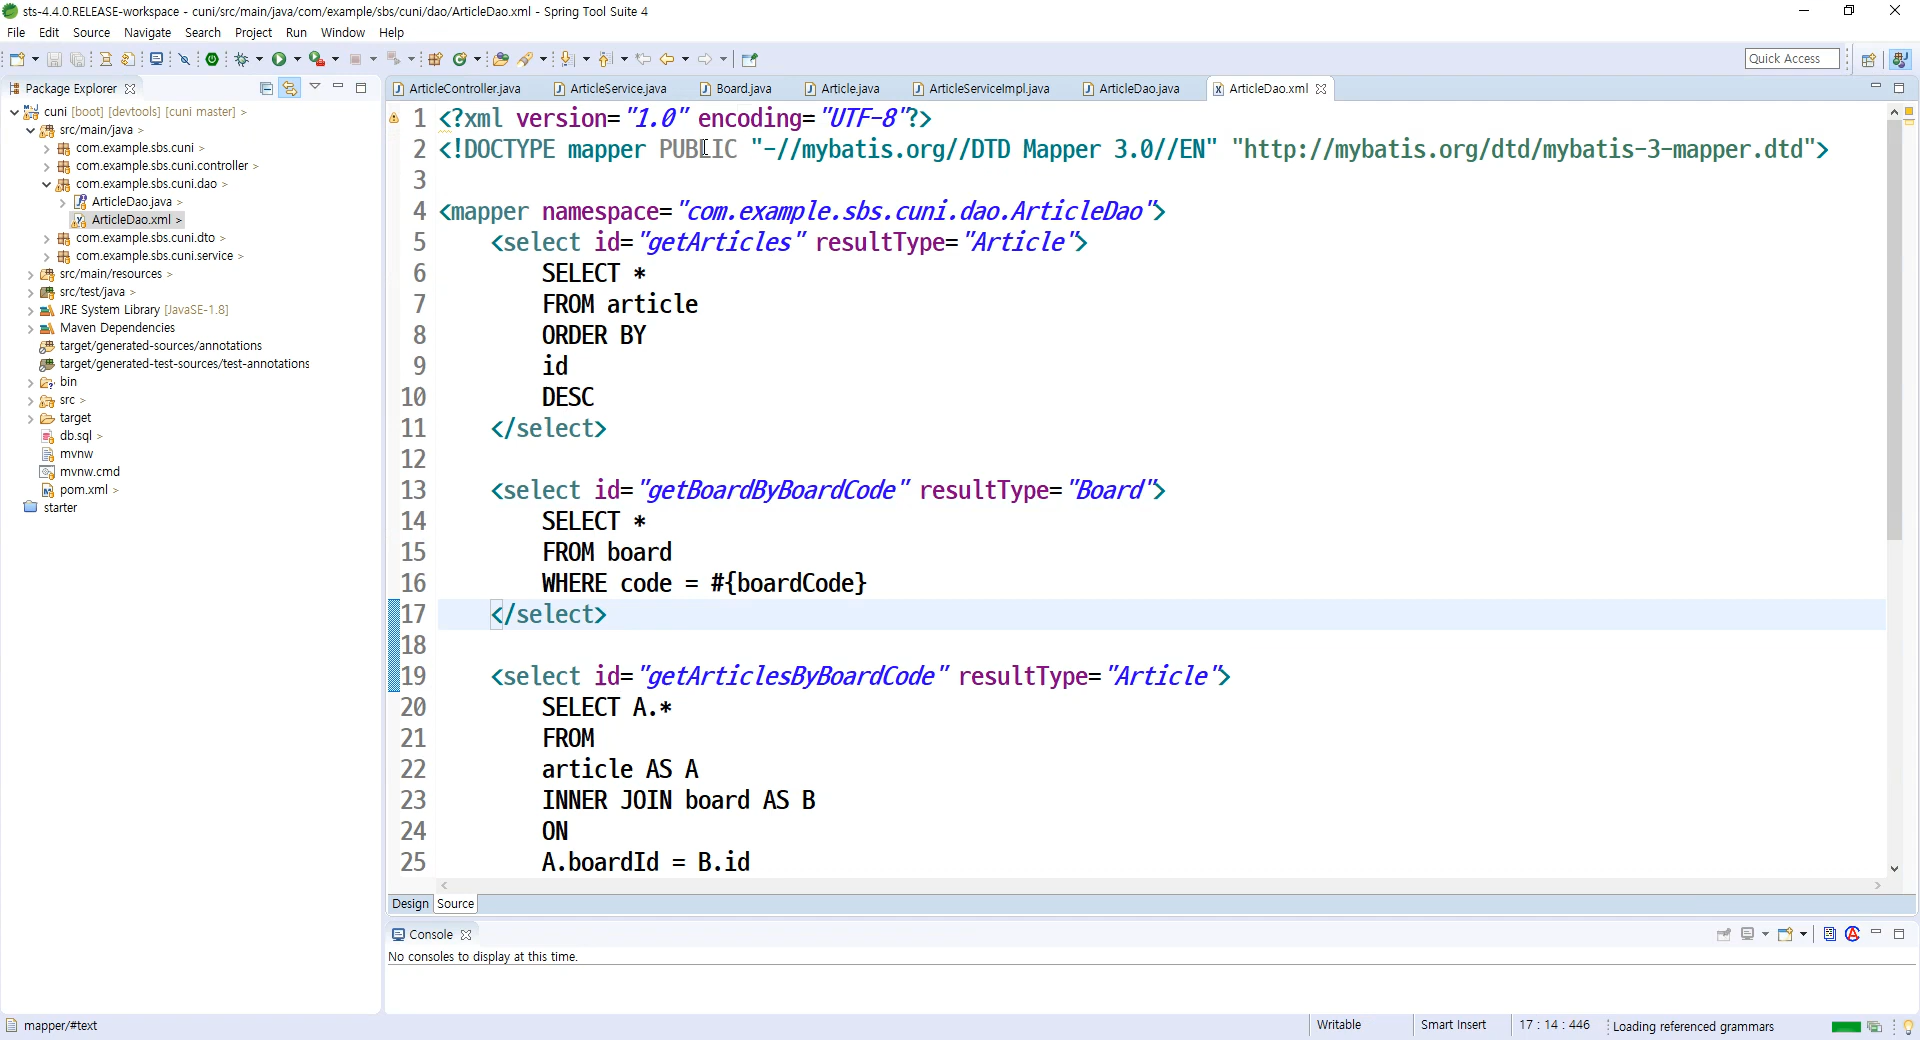 sts-4.4.0.RELEASE-workspace - cuni/src/main/java/com/example/sbs/cuni/dao/ArticleDao.xml - Spring Tool Suite 4
File Edit Source Navigate Search Project Run Window Help
Quick Access
Package Explorer
cuni [boot] [devtools] [cuni master] >
src/main/java >
com.example.sbs.cuni >
com.example.sbs.cuni.controller >
com.example.sbs.cuni.dao >
ArticleDao.java >
ArticleDao.xml >
com.example.sbs.cuni.dto >
com.example.sbs.cuni.service >
src/main/resources >
src/test/java >
JRE System Library [JavaSE-1.8]
Maven Dependencies
target/generated-sources/annotations
target/generated-test-sources/test-annotations
bin
src >
target
db.sql >
mvnw
mvnw.cmd
pom.xml >
starter
ArticleController.java ArticleService.java Board.java Article.java ArticleServiceImpl.java ArticleDao.java ArticleDao.xml
1 <?xml version="1.0" encoding="UTF-8"?>
2 <!DOCTYPE mapper PUBLIC "-//mybatis.org//DTD Mapper 3.0//EN" "http://mybatis.org/dtd/mybatis-3-mapper.dtd">
3
4 <mapper namespace="com.example.sbs.cuni.dao.ArticleDao">
5 <select id="getArticles" resultType="Article">
6 SELECT *
7 FROM article
8 ORDER BY
9 id
10 DESC
11 </select>
12
13 <select id="getBoardByBoardCode" resultType="Board">
14 SELECT *
15 FROM board
16 WHERE code = #{boardCode}
17 </select>
18
19 <select id="getArticlesByBoardCode" resultType="Article">
20 SELECT A.*
21 FROM
22 article AS A
23 INNER JOIN board AS B
24 ON
25 A.boardId = B.id
Design Source
Console
No consoles to display at this time.
mapper/#text
Writable Smart Insert 17 : 14 : 446 Loading referenced grammars